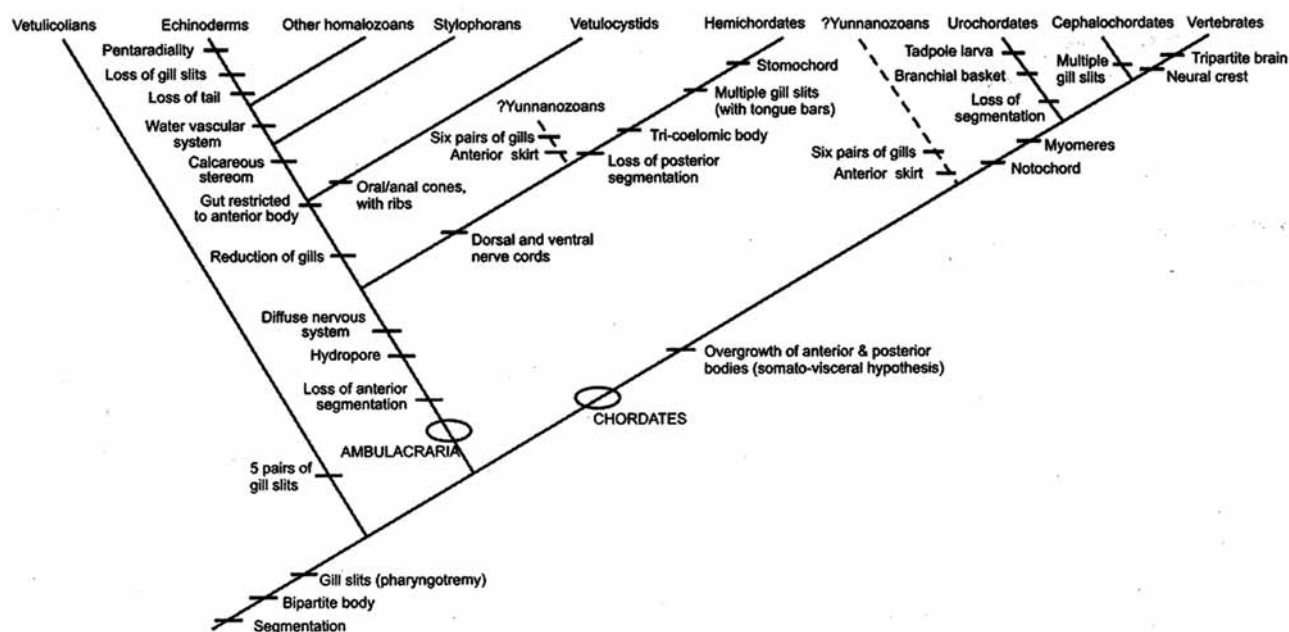 Vetulicolians
Echinoderms
Other homalozoans
Stylophorans
Vetulocystids
Hemichordates
?Yunnanozoans
Urochordates
Cephalochordates
Vertebrates
Pentaradiality
Loss of gill slits
Loss of tail
Water vascular
system
Calcareous
stereom
Gut restricted
to anterior body
Reduction of gills
Diffuse nervous
system
Hydropore
Loss of anterior
segmentation
AMBULACRARIA
5 pairs of
gill slits
Oral/anal cones,
with ribs
?Yunnanozoans
Six pairs of gills
Anterior skirt
Stomochord
Multiple gill slits
(with tongue bars)
Tri-coelomic body
Loss of posterior
segmentation
Dorsal and ventral
nerve cords
Six pairs of gills
Anterior skirt
Tadpole larva
Branchial basket
Loss of
segmentation
Multiple
gill slits
Tripartite brain
Neural crest
Myomeres
Notochord
Overgrowth of anterior & posterior
bodies (somato-visceral hypothesis)
CHORDATES
Gill slits (pharyngotremy)
Bipartite body
Segmentation